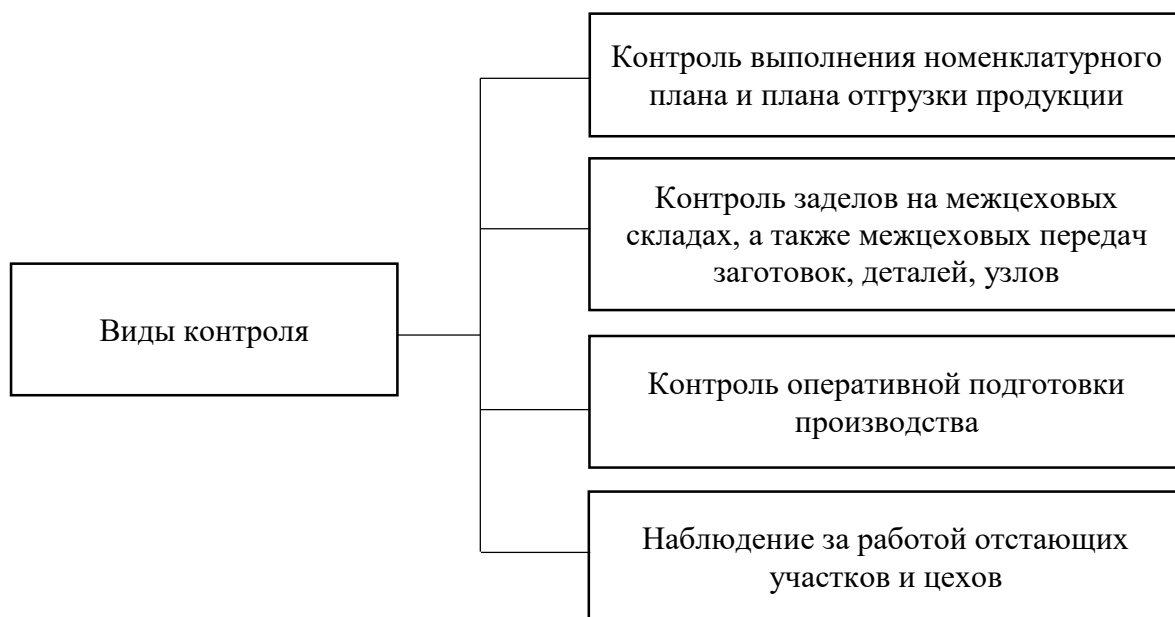 Виды контроля
Контроль выполнения номенклатурного
плана и плана отгрузки продукции
Контроль заделов на межцеховых
складах, а также межцеховых передач
заготовок, деталей, узлов
Контроль оперативной подготовки
производства
Наблюдение за работой отстающих
участков и цехов